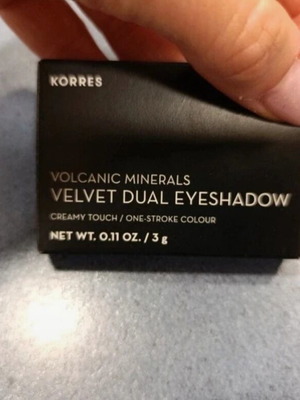 KORRES
VOLCANIC MINERALS
VELVET DUAL EYESHADOW
CREAMY TOUCH / ONE-STROKE COLOUR
NET WT. 0.11 OZ. / 3 g